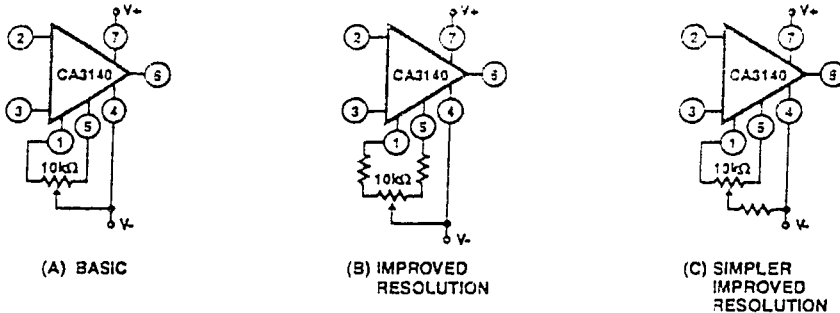 V+
7
2
CA3140
6
3
4
5
1
10kΩ
V-
(A) BASIC
V+
7
2
CA3140
6
3
4
5
1
10kΩ
V-
(B) IMPROVED
RESOLUTION
V+
7
2
CA3140
6
3
4
5
1
10kΩ
V-
(C) SIMPLER
IMPROVED
RESOLUTION